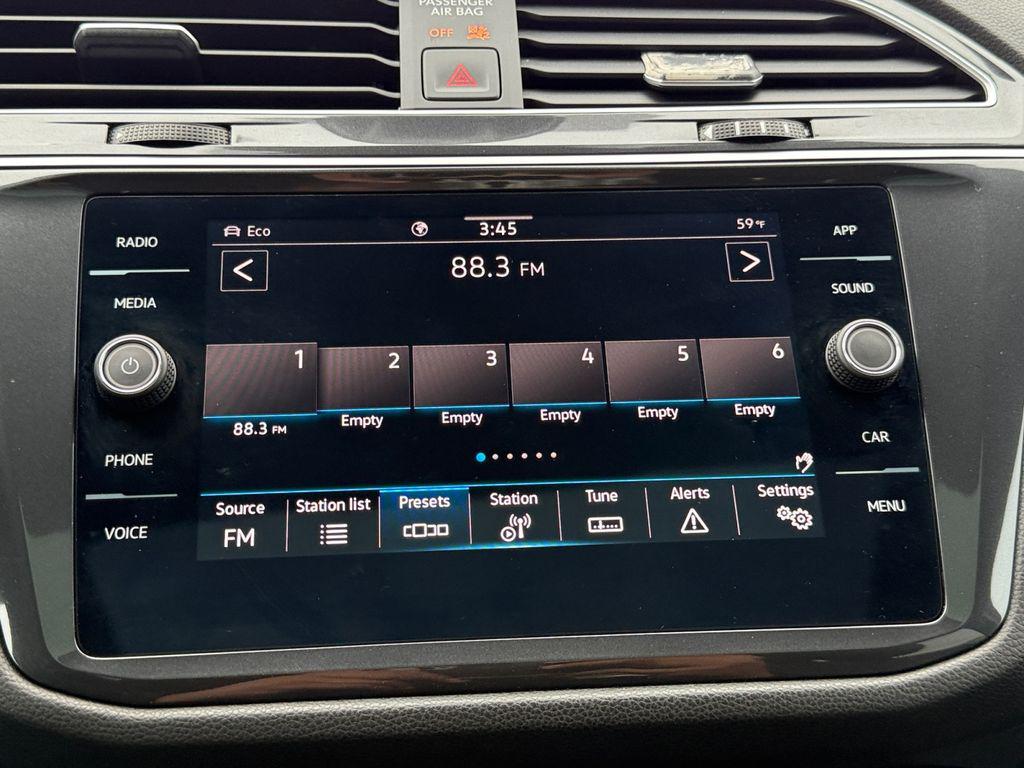 PASSENGER
AIR BAG
OFF
RADIO
MEDIA
PHONE
VOICE
Eco
3:45
59°F
88.3 FM
1
2
3
4
5
6
88.3 FM
Empty
Empty
Empty
Empty
Empty
Source
FM
Station list
Presets
Station
Tune
Alerts
Settings
APP
SOUND
CAR
MENU